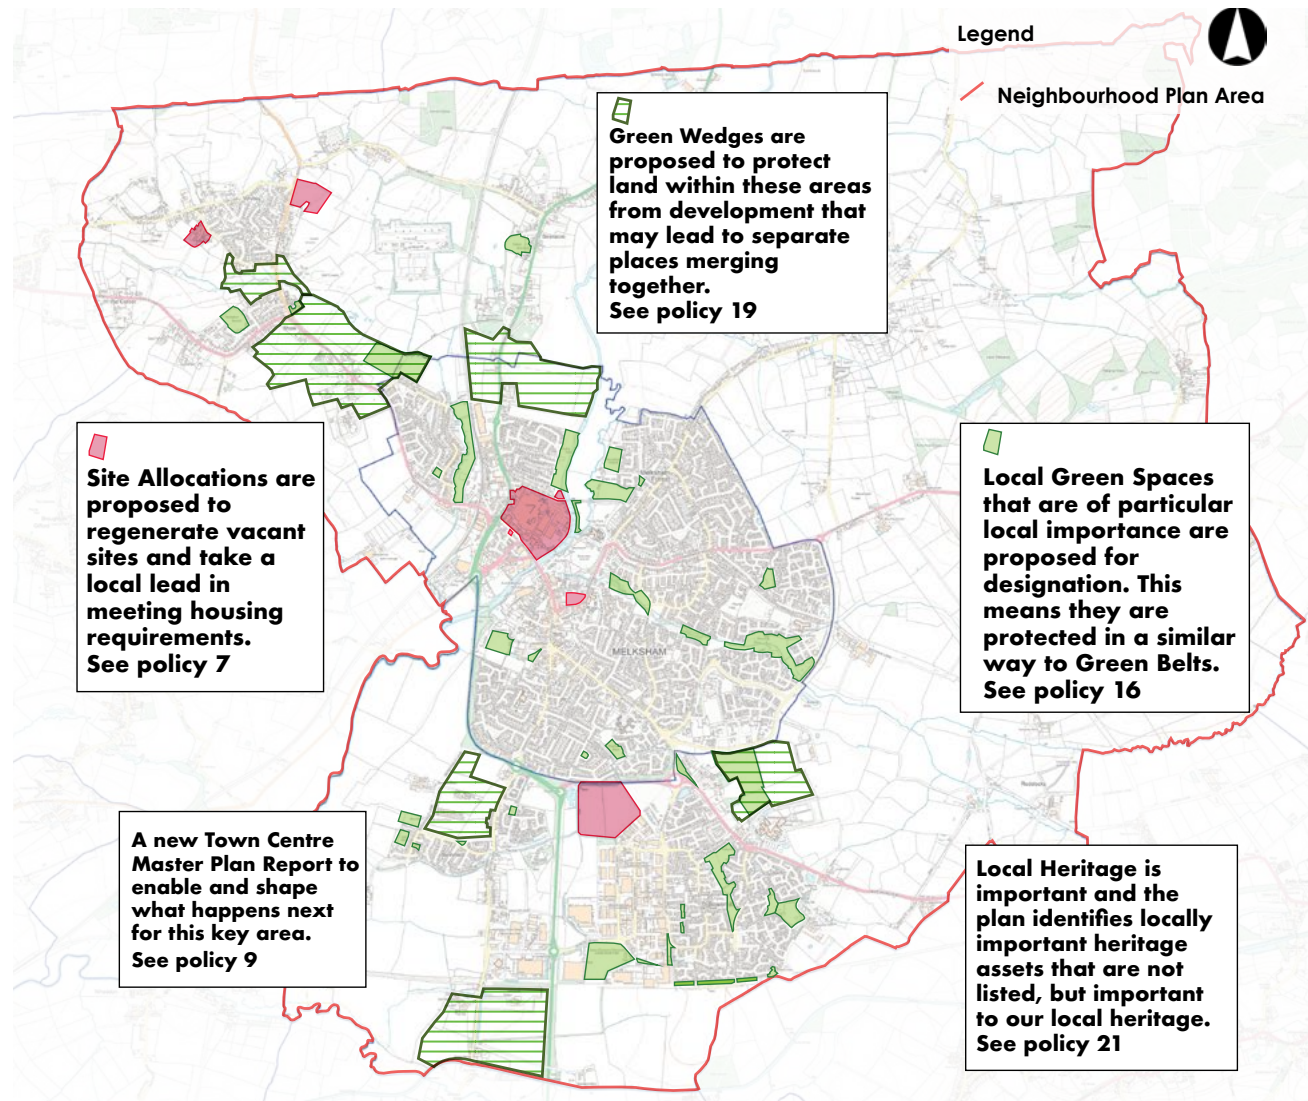 Legend
Neighbourhood Plan Area
Green Wedges are
proposed to protect
land within these areas
from development that
may lead to separate
places merging
together.
See policy 19
Site Allocations are
proposed to
regenerate vacant
sites and take a
local lead in
meeting housing
requirements.
See policy 7
Local Green Spaces
that are of particular
local importance are
proposed for
designation. This
means they are
protected in a similar
way to Green Belts.
See policy 16
MELKSHAM
A new Town Centre
Master Plan Report to
enable and shape
what happens next
for this key area.
See policy 9
Local Heritage is
important and the
plan identifies locally
important heritage
assets that are not
listed, but important
to our local heritage.
See policy 21